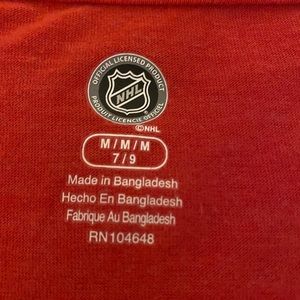 OFFICIAL LICENSED PRODUCT
NHL
PRODUIT LICENCIÉ OFFICIEL
©NHL
M/M/M
7/9
Made in Bangladesh
Hecho En Bangladesh
Fabrique Au Bangladesh
RN104648